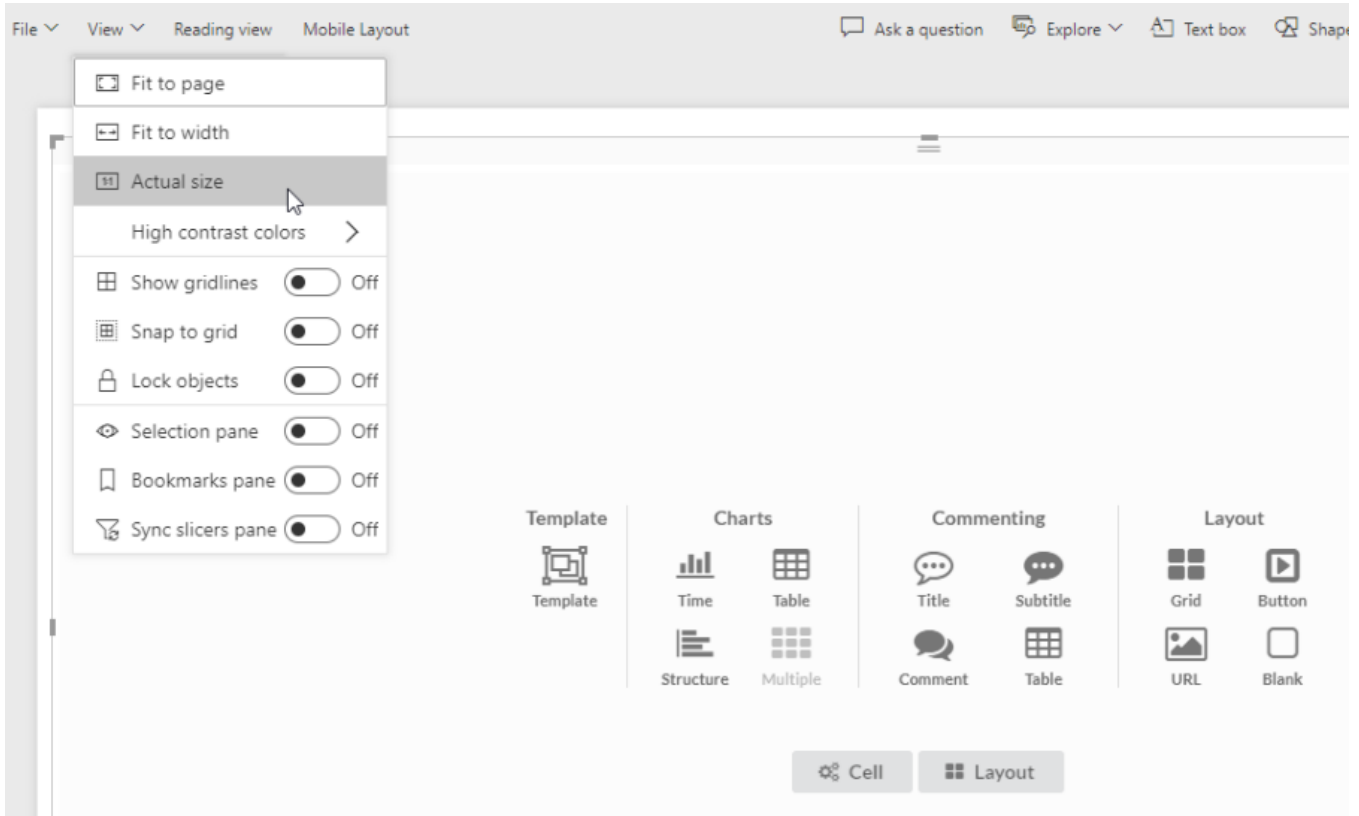 File View Reading view Mobile Layout Ask a question Explore Text box Shape
Fit to page
Fit to width
1:1 Actual size
High contrast colors
Show gridlines Off
Snap to grid Off
Lock objects Off
Selection pane Off
Bookmarks pane Off
Sync slicers pane Off
Template Charts Commenting Layout
Template Time Table Title Subtitle Grid Button
Structure Multiple Comment Table URL Blank
Cell Layout